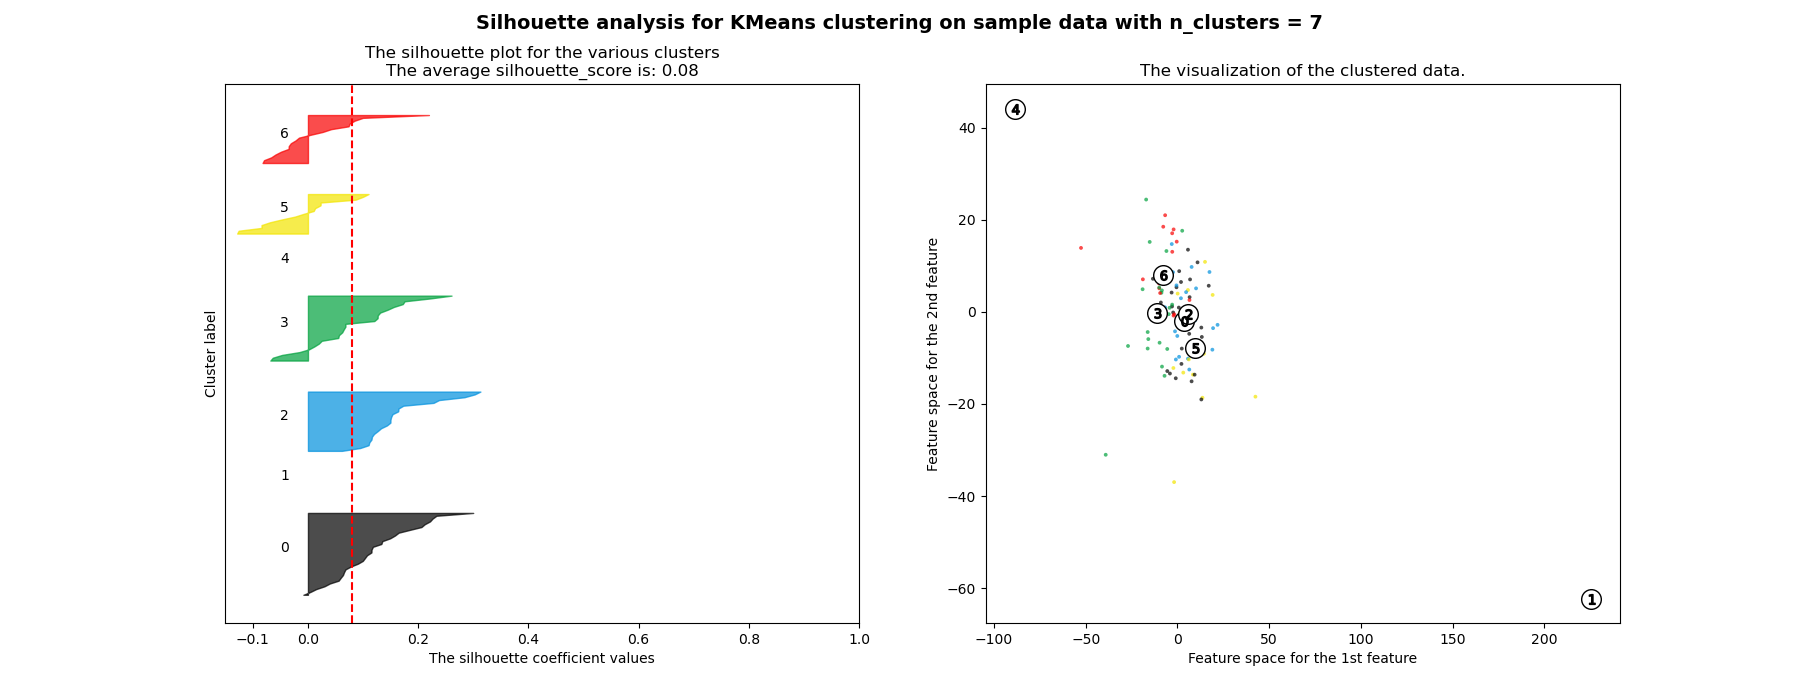 Silhouette analysis for KMeans clustering on sample data with n_clusters = 7
The silhouette plot for the various clusters
The average silhouette_score is: 0.08
6
5
4
3
2
1
0
Cluster label
−0.1 0.0 0.2 0.4 0.6 0.8 1.0
The silhouette coefficient values
The visualization of the clustered data.
40
20
0
−20
−40
−60
Feature space for the 2nd feature
4
6
3
2
0
5
1
−100 −50 0 50 100 150 200
Feature space for the 1st feature